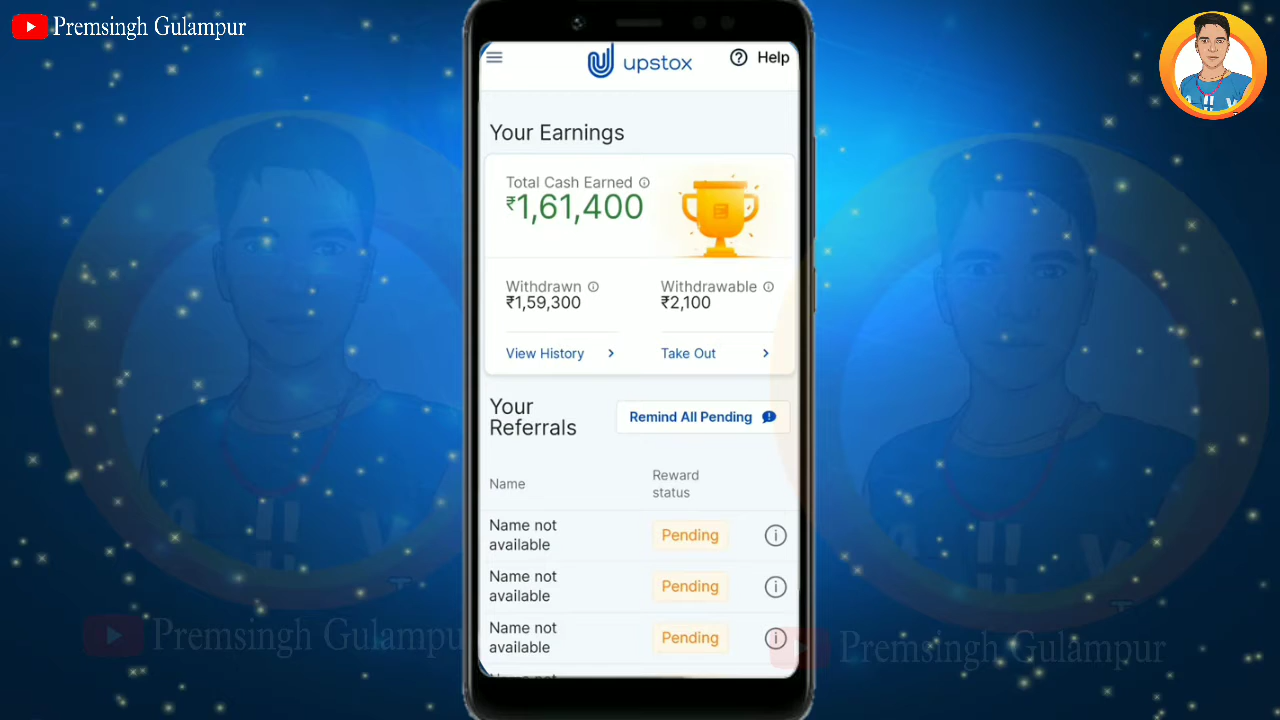 Premsingh Gulampur
upstox
Help
Your Earnings
Total Cash Earned
₹1,61,400
Withdrawn
₹1,59,300
Withdrawable
₹2,100
View History
Take Out
Your
Referrals
Remind All Pending
Name
Reward
status
Name not
available
Pending
Name not
available
Pending
Name not
available
Pending
Premsingh Gulampur
Premsingh Gulampur